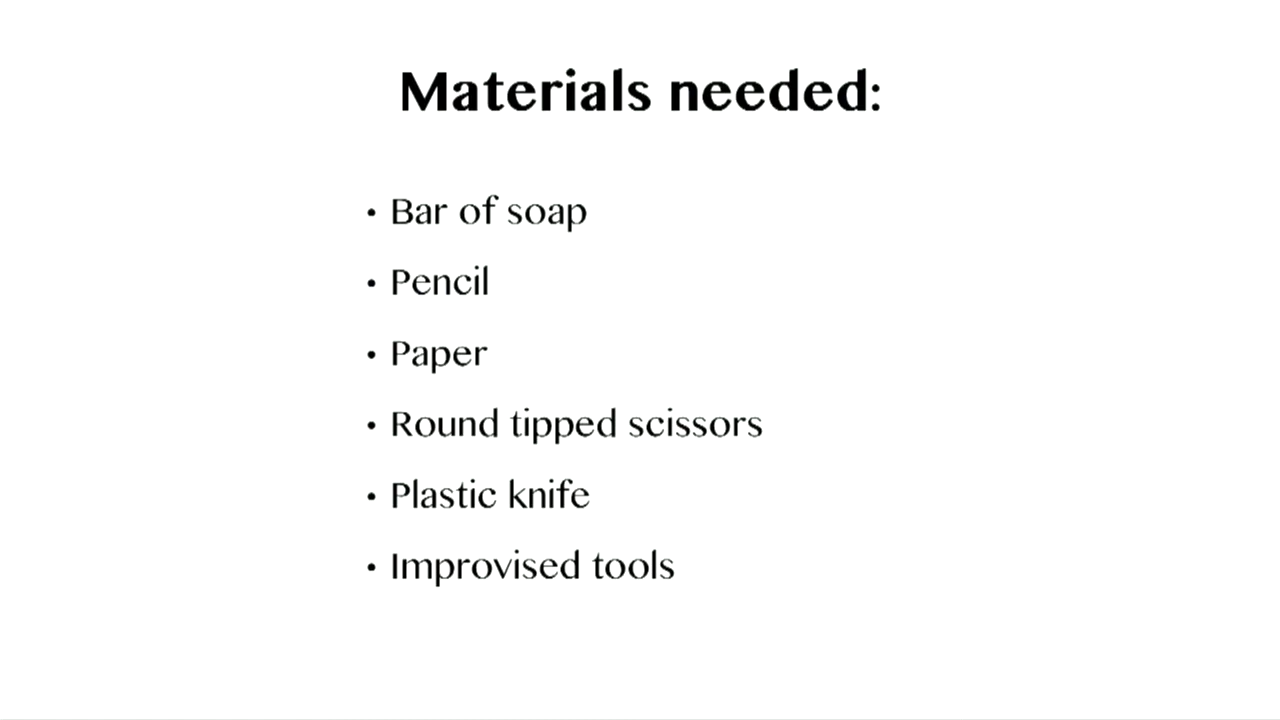 Materials needed:
• Bar of soap
• Pencil
• Paper
• Round tipped scissors
• Plastic knife
• Improvised tools